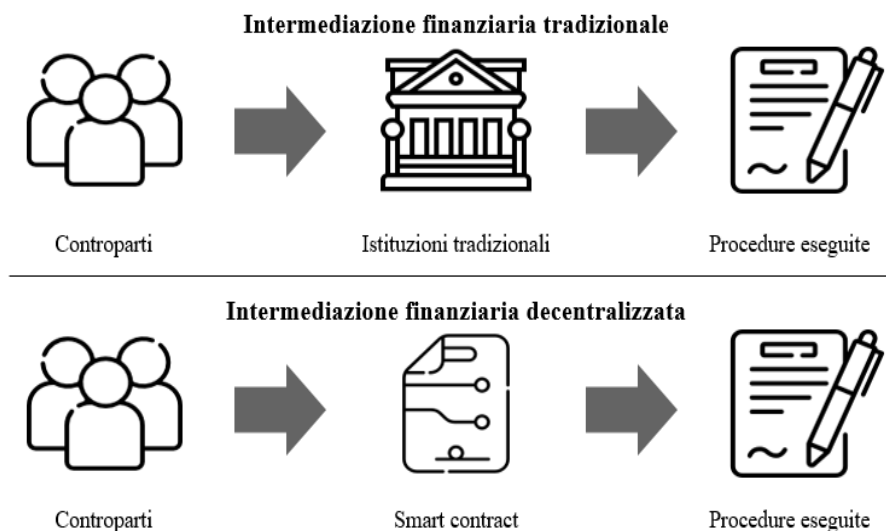 Intermediazione finanziaria tradizionale
Controparti
Istituzioni tradizionali
Procedure eseguite
Intermediazione finanziaria decentralizzata
Controparti
Smart contract
Procedure eseguite